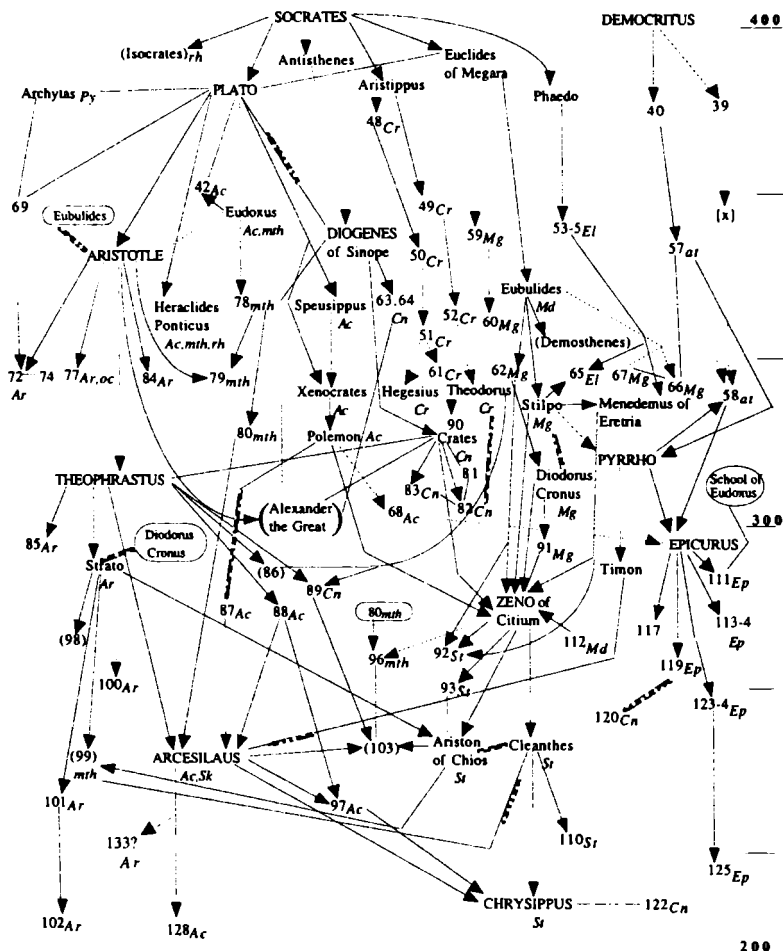 SOCRATES
DEMOCRITUS
400
(Isocrates)rh
Antisthenes
Euclides
of Megara
Archytas Py
PLATO
Aristippus
Phaedo
48Cr
40
39
69
42Ac
Eudoxus
Ac,mth
49Cr
59Mg
53-5El
[x]
Eubulides
ARISTOTLE
DIOGENES
of Sinope
50Cr
57at
Heraclides
Ponticus
Ac,mth,rh
78mth
Speusippus
Ac
63.64
Cn
52Cr
60Mg
Eubulides
Md
51Cr
(Demosthenes)
72
Ar
74
77Ar,oc
84Ar
79mth
61Cr
62Mg
65El
67Mg
66Mg
58at
Xenocrates
Ac
Hegesius
Cr
Theodorus
Cr
Stilpo
Mg
Menedemus of
Eretria
80mth
Polemon Ac
90
Crates
Cn
PYRRHO
THEOPHRASTUS
83Cn
81
82Cn
Diodorus
Cronus
Mg
School of
Eudoxus
(Alexander
the Great)
68Ac
300
85Ar
Diodorus
Cronus
Strato
Ar
(86)
89Cn
91Mg
Timon
EPICURUS
111Ep
87Ac
88Ac
80mth
ZENO of
Citium
113-4
Ep
(98)
96mth
92St
112Md
117
119Ep
100Ar
93St
120Cn
123-4Ep
(99)
mth
ARCESILAUS
Ac,Sk
(103)
Ariston
of Chios
St
Cleanthes
St
101Ar
97Ac
133?
Ar
110St
125Ep
102Ar
128Ac
CHRYSIPPUS
St
122Cn
200